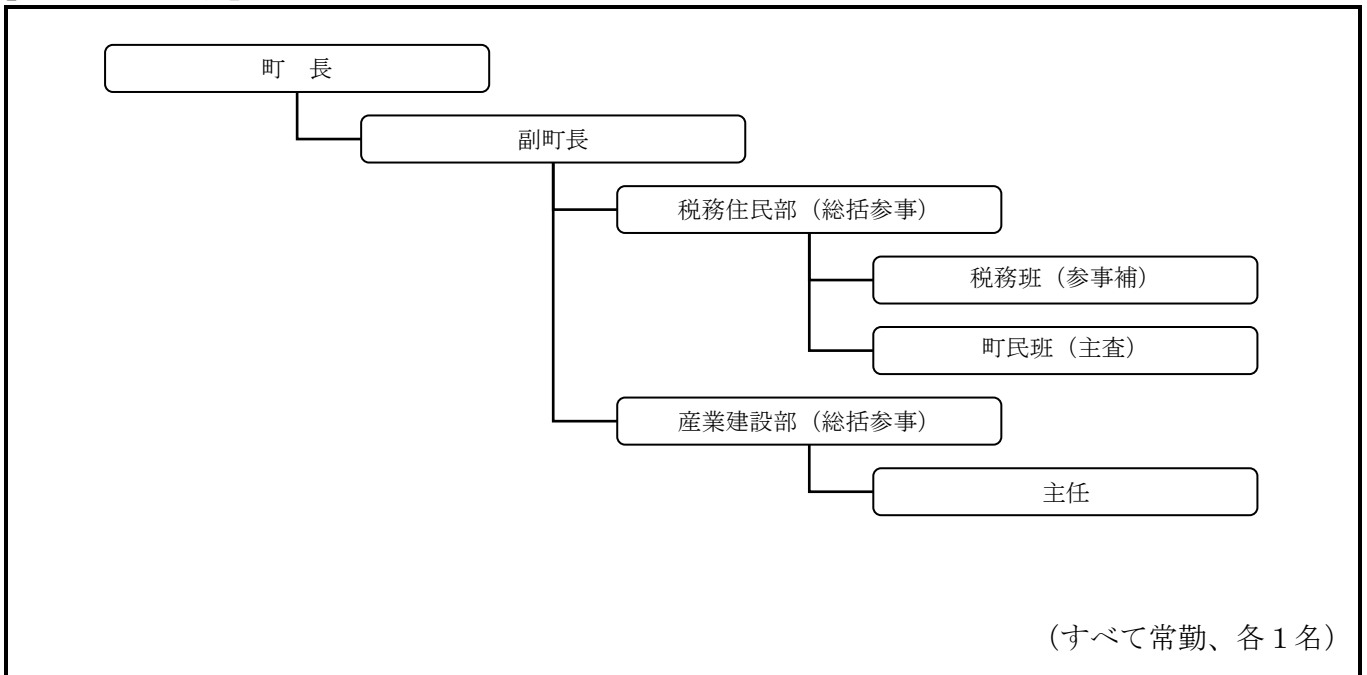 町　長
副町長
税務住民部（総括参事）
税務班（参事補）
町民班（主査）
産業建設部（総括参事）
主任
（すべて常勤、各１名）